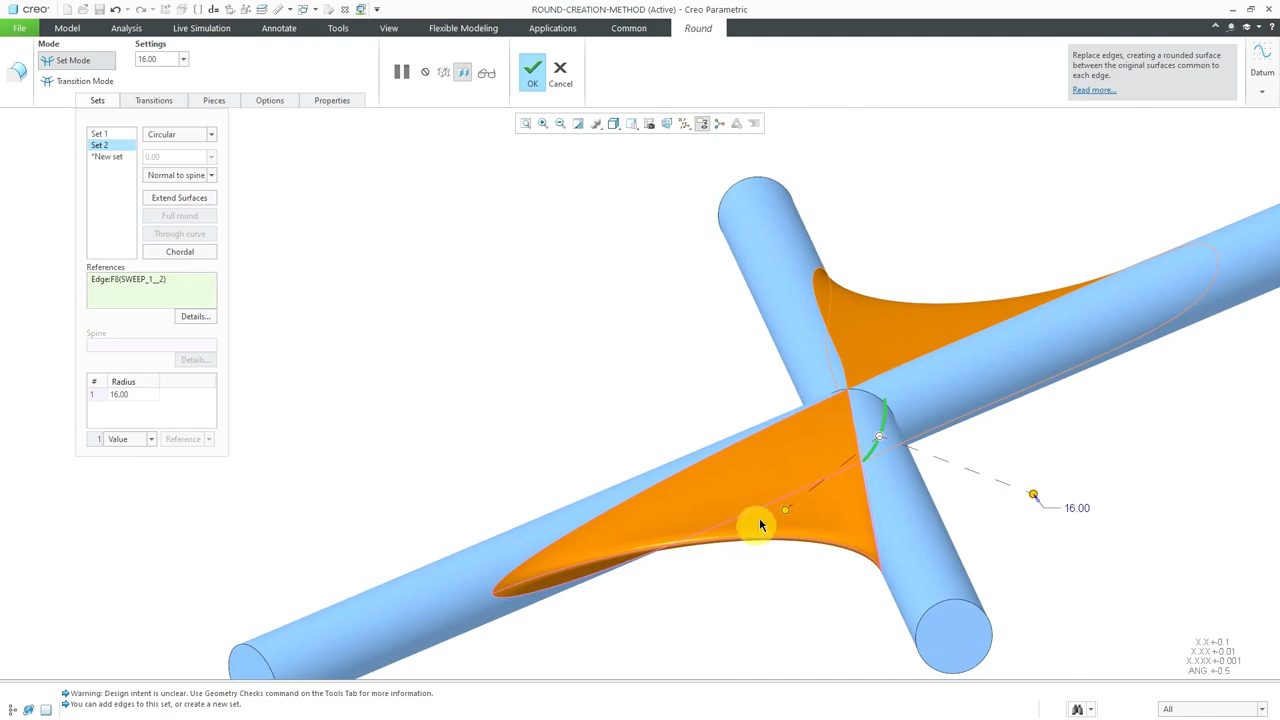 creo
ROUND-CREATION-METHOD (Active) - Creo Parametric
File Model Analysis Live Simulation Annotate Tools View Flexible Modeling Applications Common Round
Mode
Set Mode
Transition Mode
Settings
16.00
OK
Cancel
Replace edges, creating a rounded surface
between the original surfaces common to
each edge.
Read more...
Datum
Sets Transitions Pieces Options Properties
Set 1
Set 2
*New set
Circular
0.00
Normal to spine
Extend Surfaces
Full round
Through curve
Chordal
References
Edge:F8(SWEEP_1__2)
Details...
Spine
Details...
# Radius
1 16.00
1 Value Reference
16.00
X.X +-0.1
X.XX +-0.01
X.XXX +-0.001
ANG .+-0.5
Warning: Design intent is unclear. Use Geometry Checks command on the Tools Tab for more information.
You can add edges to this set, or create a new set.
All